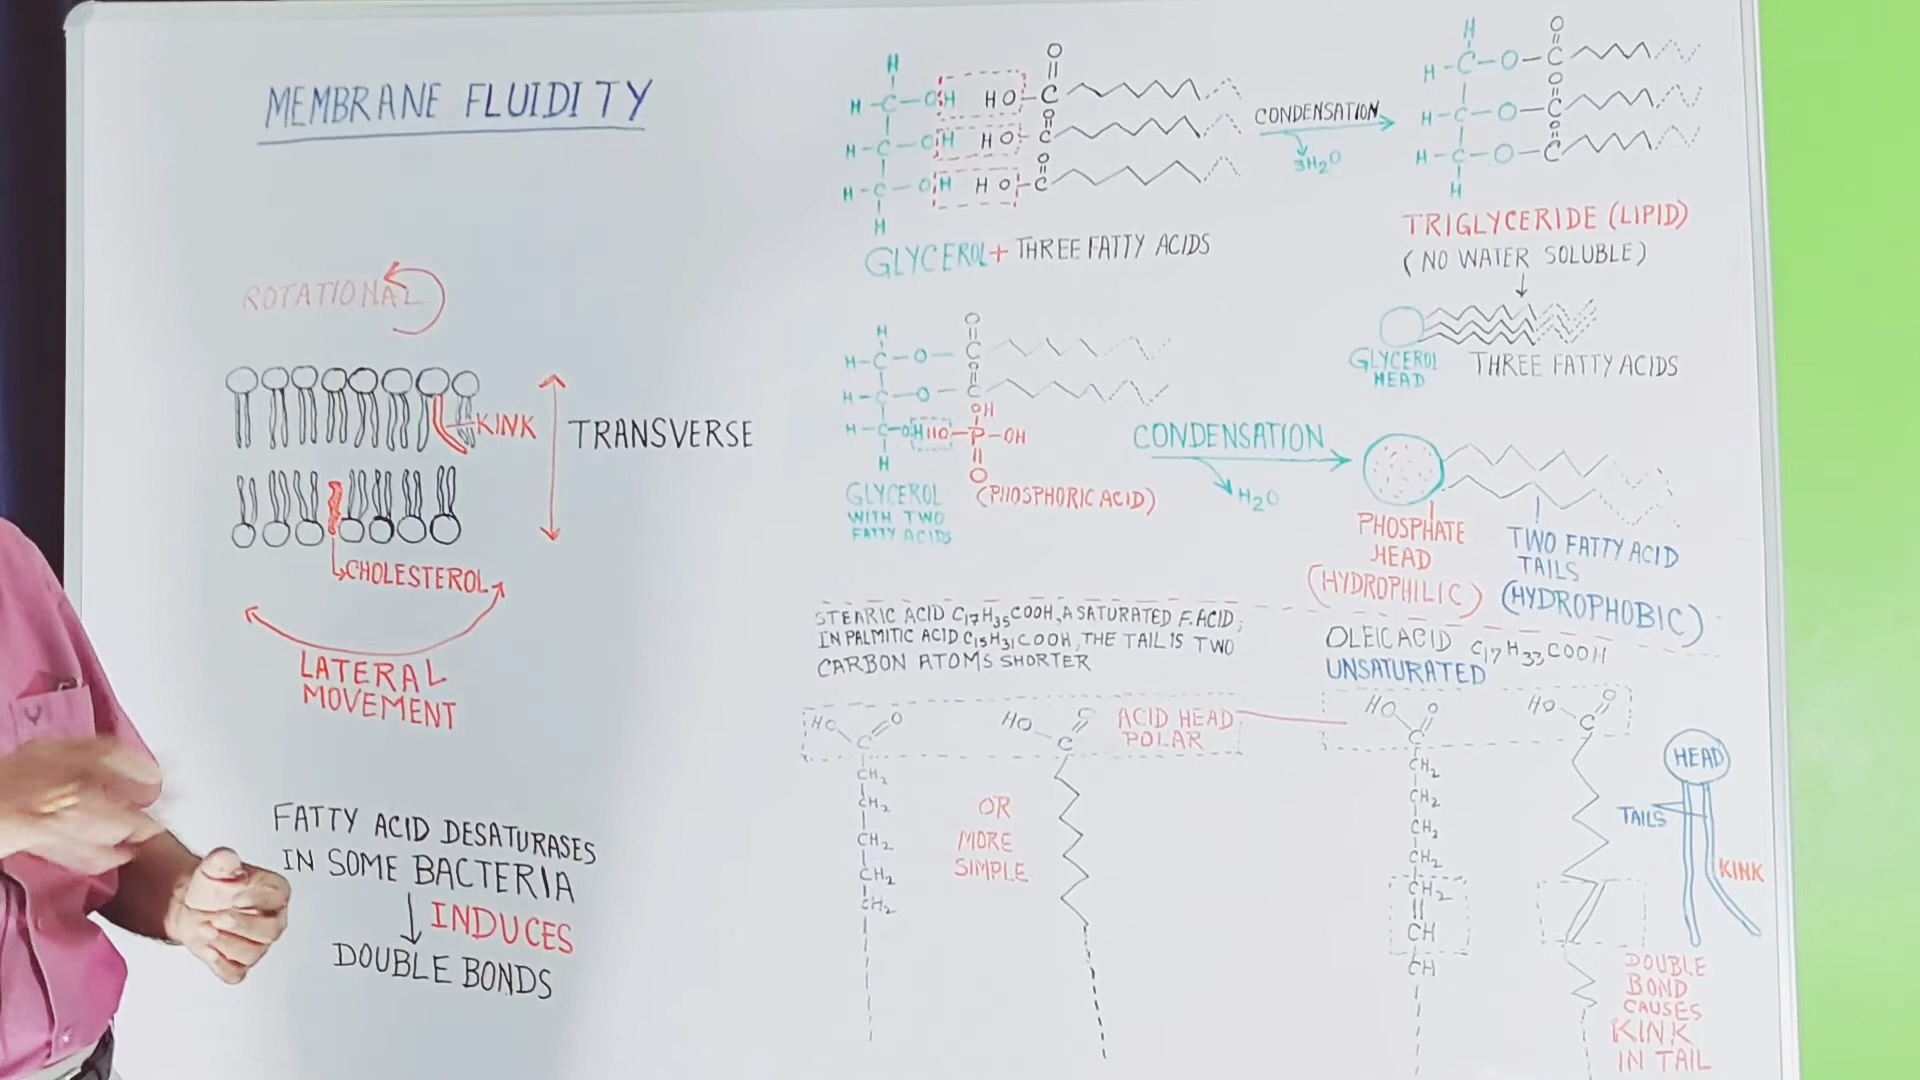 MEMBRANE FLUIDITY
ROTATIONAL
KINK
TRANSVERSE
CHOLESTEROL
LATERAL
MOVEMENT
FATTY ACID DESATURASES
IN SOME BACTERIA
INDUCES
DOUBLE BONDS
H
O
H-C-OH HO-C
O
H-C-OH HO-C
O
H-C-OH HO-C
H
GLYCEROL + THREE FATTY ACIDS
CONDENSATION
3H2O
H
O
H-C-O-C
O
H-C-O-C
O
H-C-O-C
H
TRIGLYCERIDE (LIPID)
(NO WATER SOLUBLE)
GLYCEROL
HEAD
THREE FATTY ACIDS
H
O
H-C-O-C
O
H-C-O-C
OH
H-C-OH HO-P-OH
H
O
GLYCEROL
WITH TWO
FATTY ACIDS
(PHOSPHORIC ACID)
CONDENSATION
H2O
PHOSPHATE
HEAD
(HYDROPHILIC)
TWO FATTY ACID
TAILS
(HYDROPHOBIC)
STEARIC ACID C17H35COOH, A SATURATED F. ACID;
IN PALMITIC ACID C15H31COOH, THE TAIL IS TWO
CARBON ATOMS SHORTER
OLEIC ACID C17H33COOH
UNSATURATED
HO O
C
CH2
CH2
CH2
CH2
CH2
OR
MORE
SIMPLE
HO O
C
ACID HEAD
POLAR
HO O
C
CH2
CH2
CH2
CH2
CH2
CH
CH
HO O
C
HEAD
TAILS
KINK
DOUBLE
BOND
CAUSES
KINK
IN TAIL